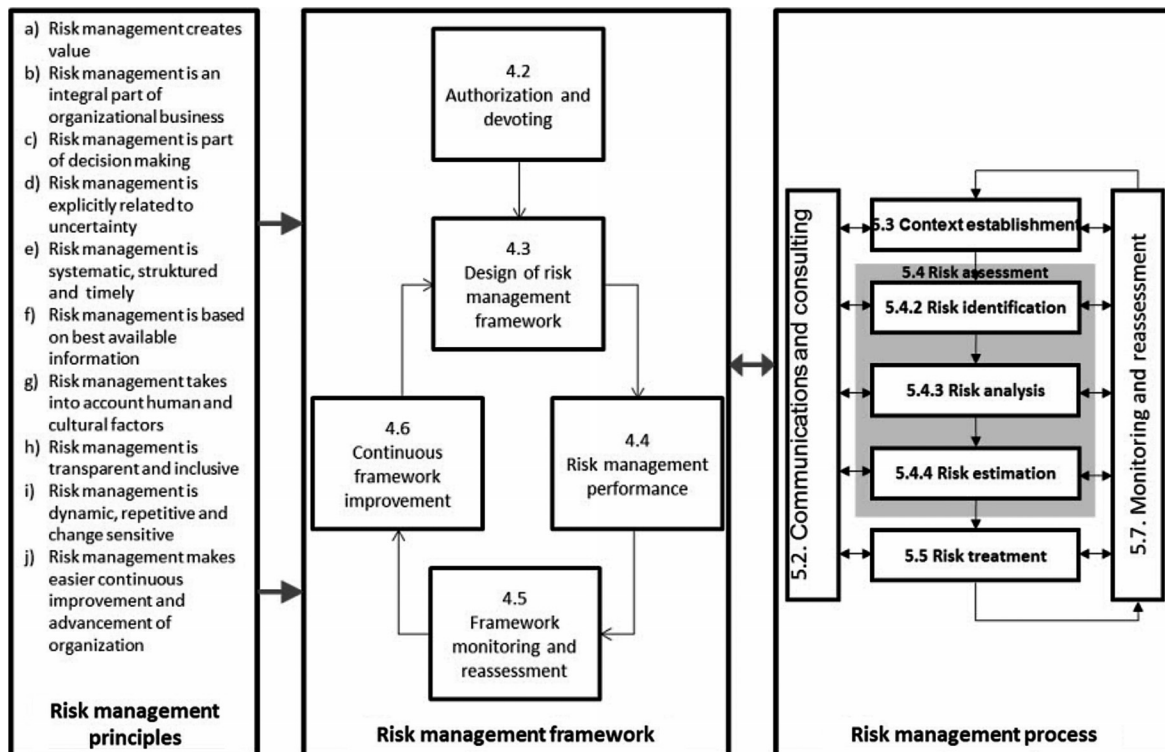 a) Risk management creates
value
b) Risk management is an
integral part of
organizational business
c) Risk management is part
of decision making
d) Risk management is
explicitly related to
uncertainty
e) Risk management is
systematic, struktured
and timely
f) Risk management is based
on best available
information
g) Risk management takes
into account human and
cultural factors
h) Risk management is
transparent and inclusive
i) Risk management is
dynamic, repetitive and
change sensitive
j) Risk management makes
easier continuous
improvement and
advancement of
organization
Risk management
principles
4.2
Authorization and
devoting
4.3
Design of risk
management
framework
4.6
Continuous
framework
improvement
4.4
Risk management
performance
4.5
Framework
monitoring and
reassessment
Risk management framework
5.2. Communications and consulting
5.3 Context establishment
5.4 Risk assessment
5.4.2 Risk identification
5.4.3 Risk analysis
5.4.4 Risk estimation
5.5 Risk treatment
5.7. Monitoring and reassessment
Risk management process